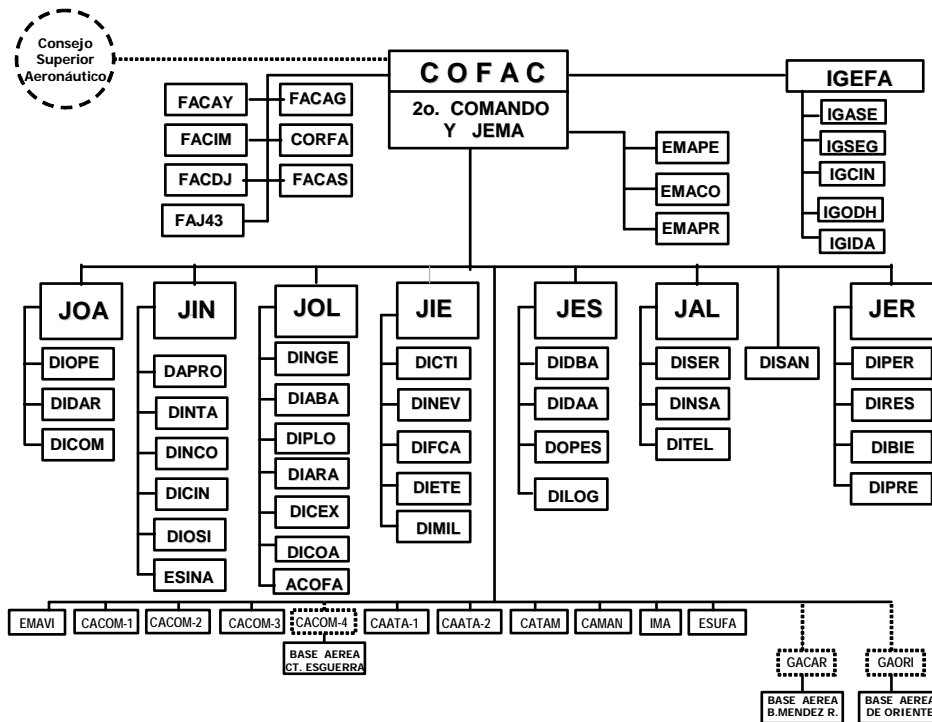 Consejo
Superior
Aeronáutico
C O F A C
2o. COMANDO
Y JEMA
IGEFA
FACAY
FACAG
FACIM
CORFA
FACDJ
FACAS
FAJ43
EMAPE
EMACO
EMAPR
IGASE
IGSEG
IGCIN
IGODH
IGIDA
JOA
DIOPE
DIDAR
DICOM
JIN
DAPRO
DINTA
DINCO
DICIN
DIOSI
ESINA
JOL
DINGE
DIABA
DIPLO
DIARA
DICEX
DICOA
ACOFA
JIE
DICTI
DINEV
DIFCA
DIETE
DIMIL
JES
DIDBA
DIDAA
DOPES
DILOG
JAL
DISER
DINSA
DITEL
DISAN
JER
DIPER
DIRES
DIBIE
DIPRE
EMAVI
CACOM-1
CACOM-2
CACOM-3
CACOM-4
CAATA-1
CAATA-2
CATAM
CAMAN
IMA
ESUFA
BASE AEREA
CT. ESGUERRA
GACAR
GAORI
BASE AEREA
B.MENDEZ R.
BASE AEREA
DE ORIENTE